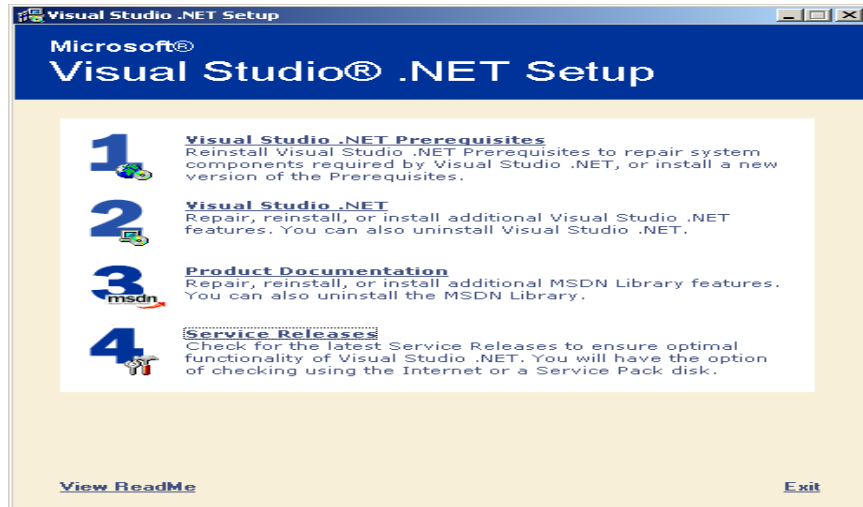 Visual Studio .NET Setup
Microsoft®
Visual Studio® .NET Setup
1
Visual Studio .NET Prerequisites
Reinstall Visual Studio .NET Prerequisites to repair system
components required by Visual Studio .NET, or install a new
version of the Prerequisites.
2
Visual Studio .NET
Repair, reinstall, or install additional Visual Studio .NET
features. You can also uninstall Visual Studio .NET.
3
msdn
Product Documentation
Repair, reinstall, or install additional MSDN Library features.
You can also uninstall the MSDN Library.
4
Service Releases
Check for the latest Service Releases to ensure optimal
functionality of Visual Studio .NET. You will have the option
of checking using the Internet or a Service Pack disk.
View ReadMe
Exit